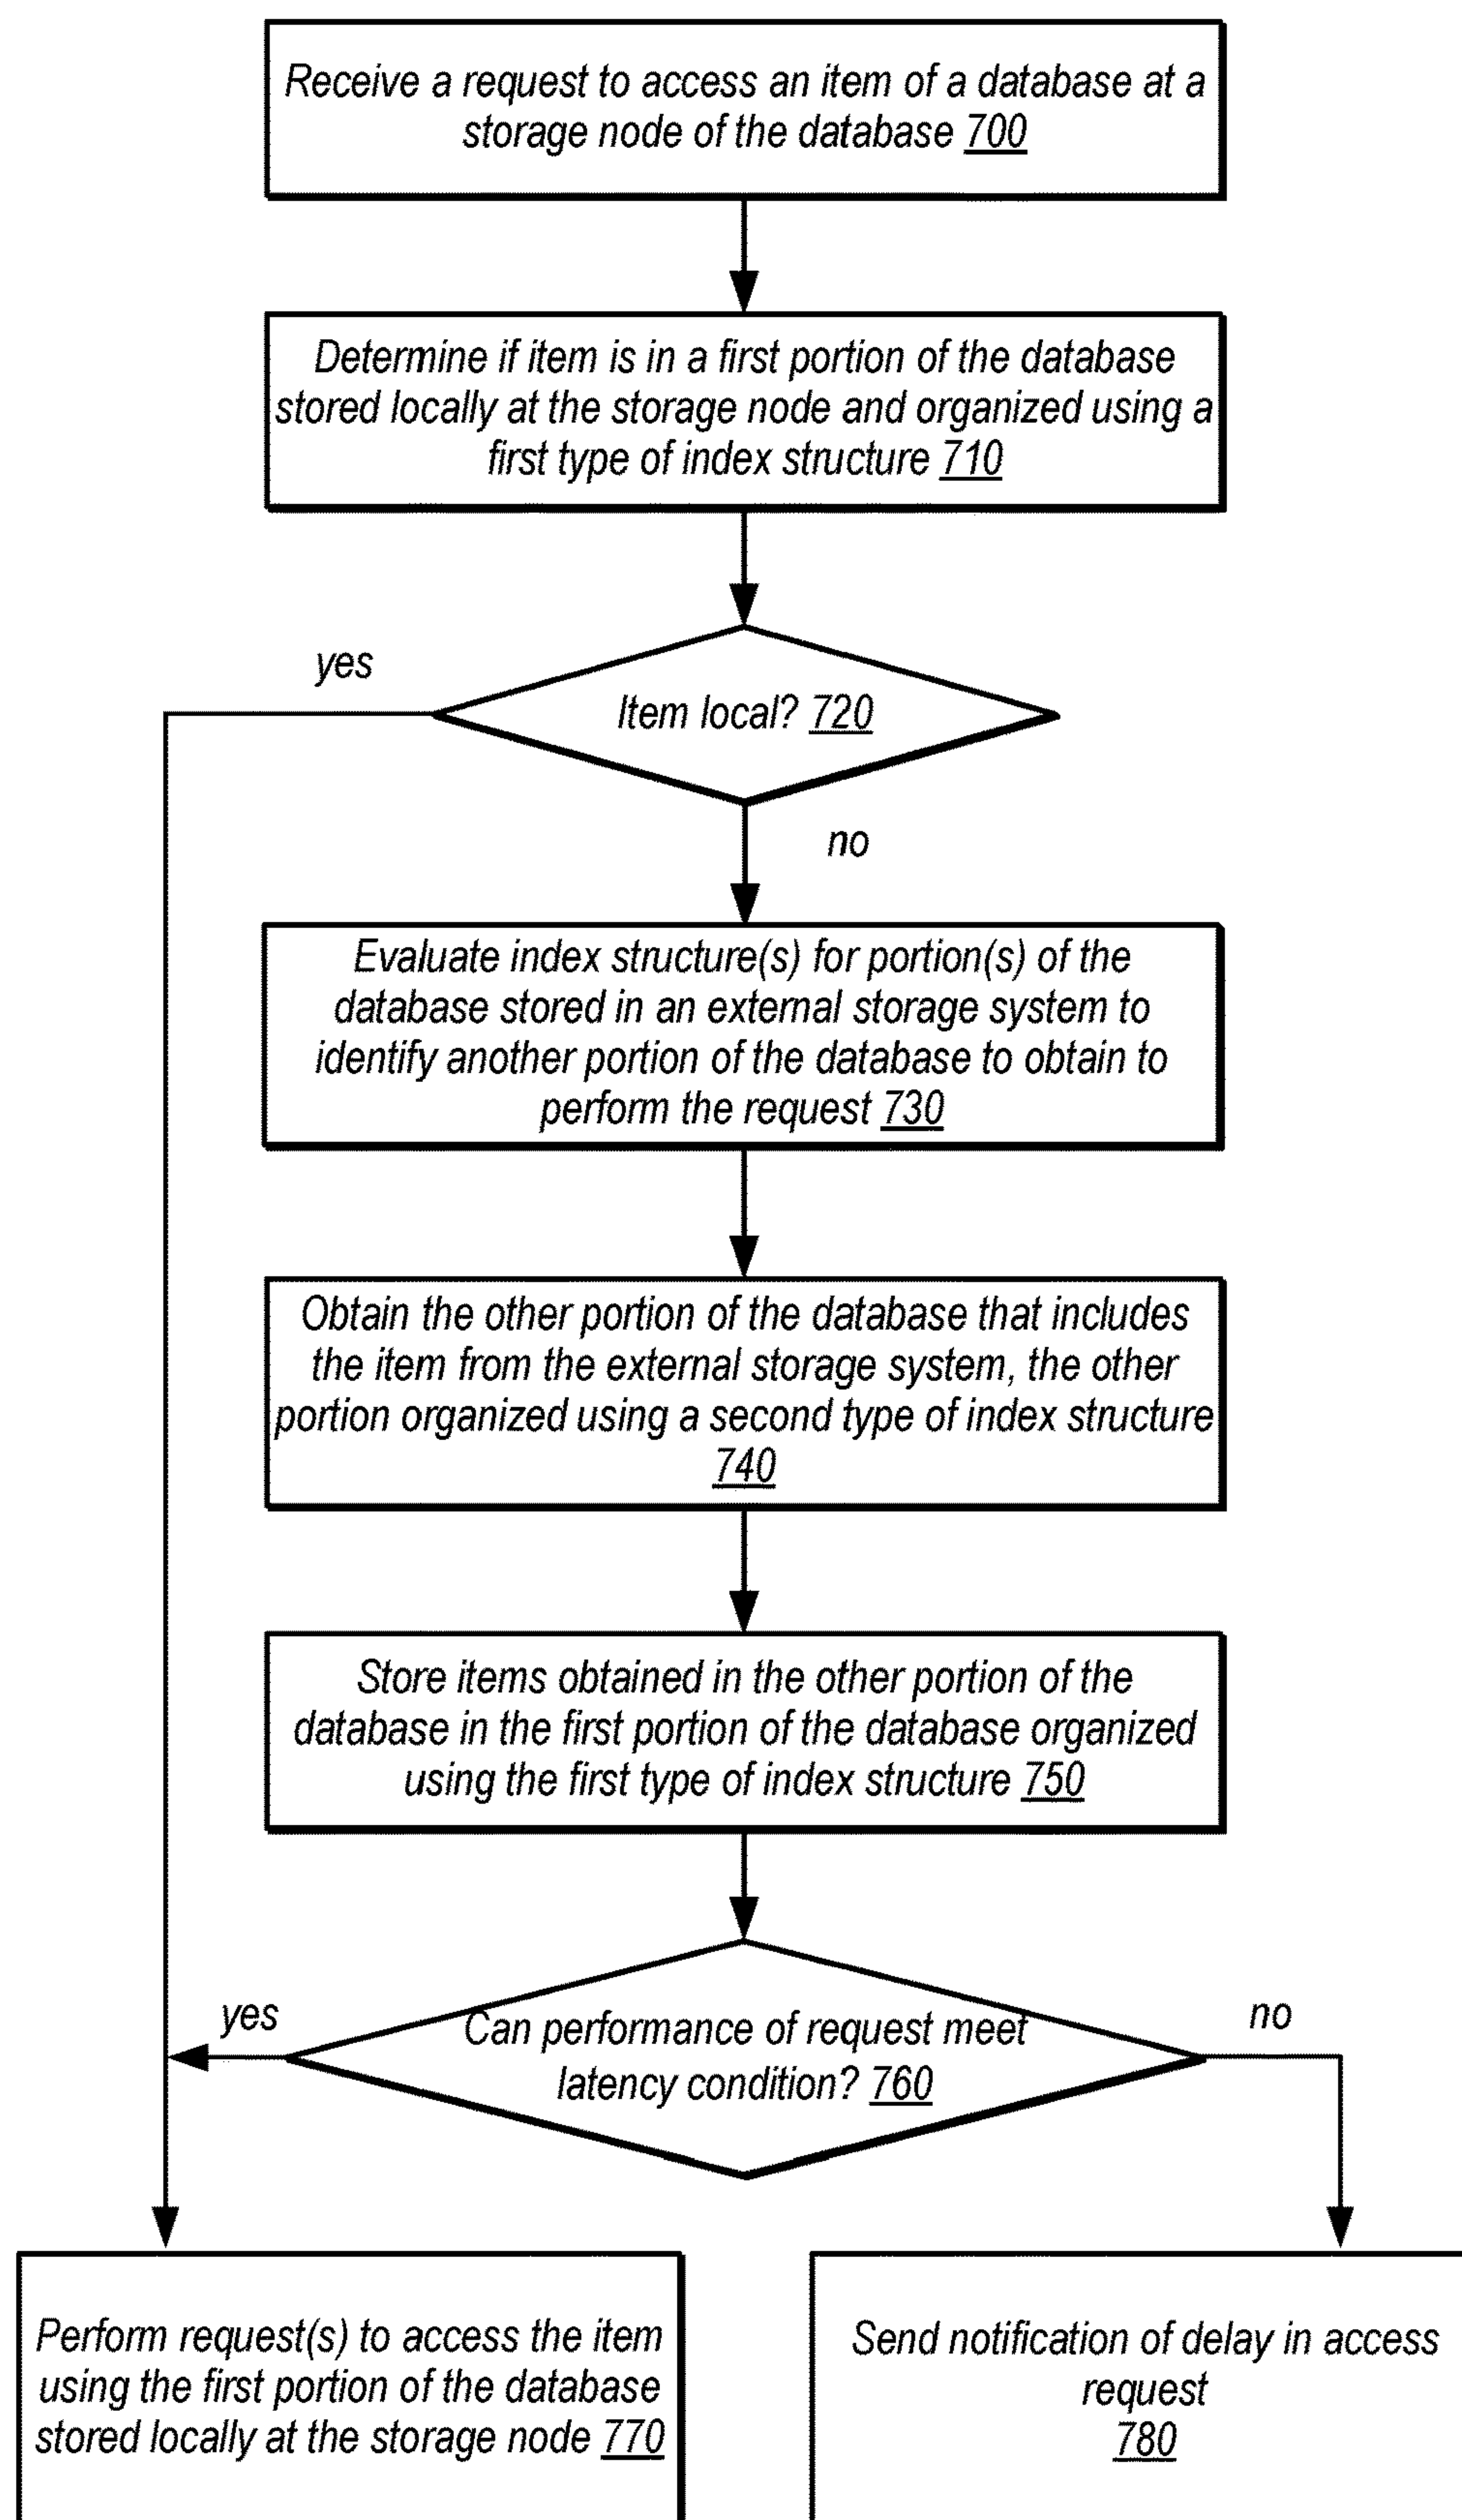 Receive a request to access an item of a database at a
storage node of the database 700
Determine if item is in a first portion of the database
stored locally at the storage node and organized using a
first type of index structure 710
yes
Item local? 720
no
Evaluate index structure(s) for portion(s) of the
database stored in an external storage system to
identify another portion of the database to obtain to
perform the request 730
Obtain the other portion of the database that includes
the item from the external storage system, the other
portion organized using a second type of index structure
740
Store items obtained in the other portion of the
database in the first portion of the database organized
using the first type of index structure 750
yes
Can performance of request meet
latency condition? 760
no
Perform request(s) to access the item
using the first portion of the database
stored locally at the storage node 770
Send notification of delay in access
request
780